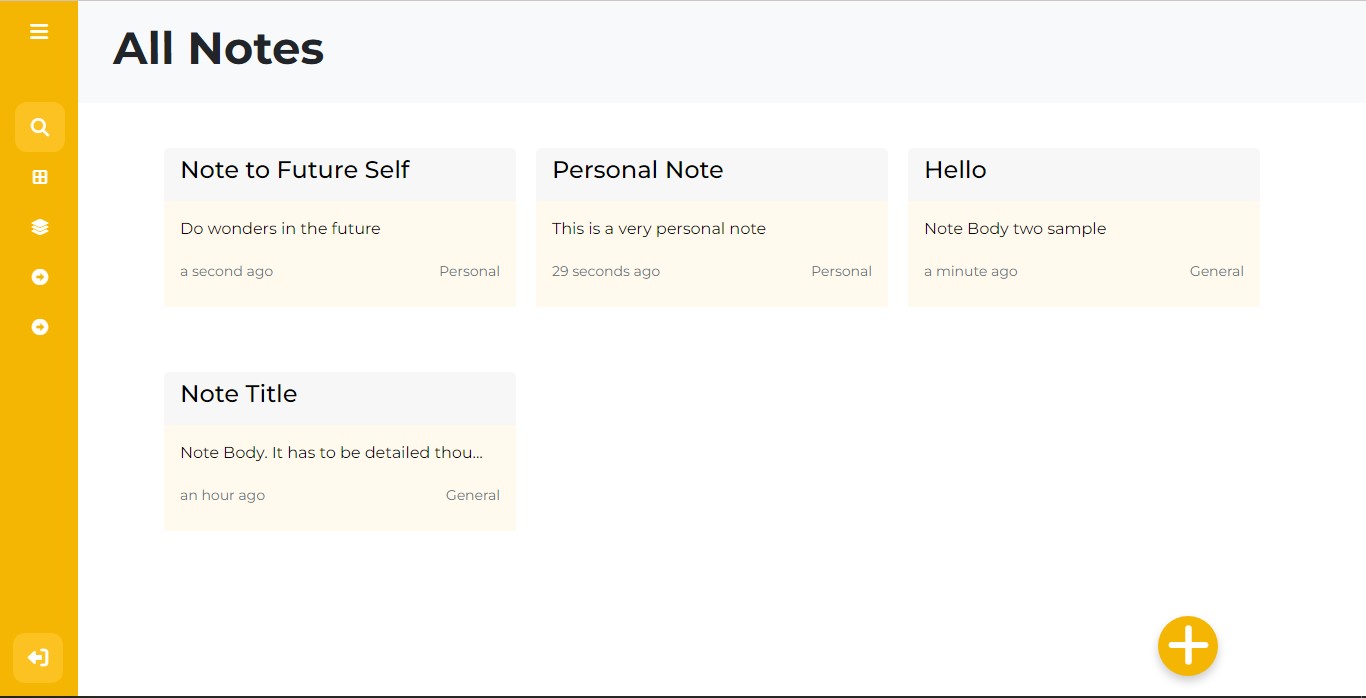 All Notes
Note to Future Self
Do wonders in the future
a second ago Personal
Personal Note
This is a very personal note
29 seconds ago Personal
Hello
Note Body two sample
a minute ago General
Note Title
Note Body. It has to be detailed thou...
an hour ago General